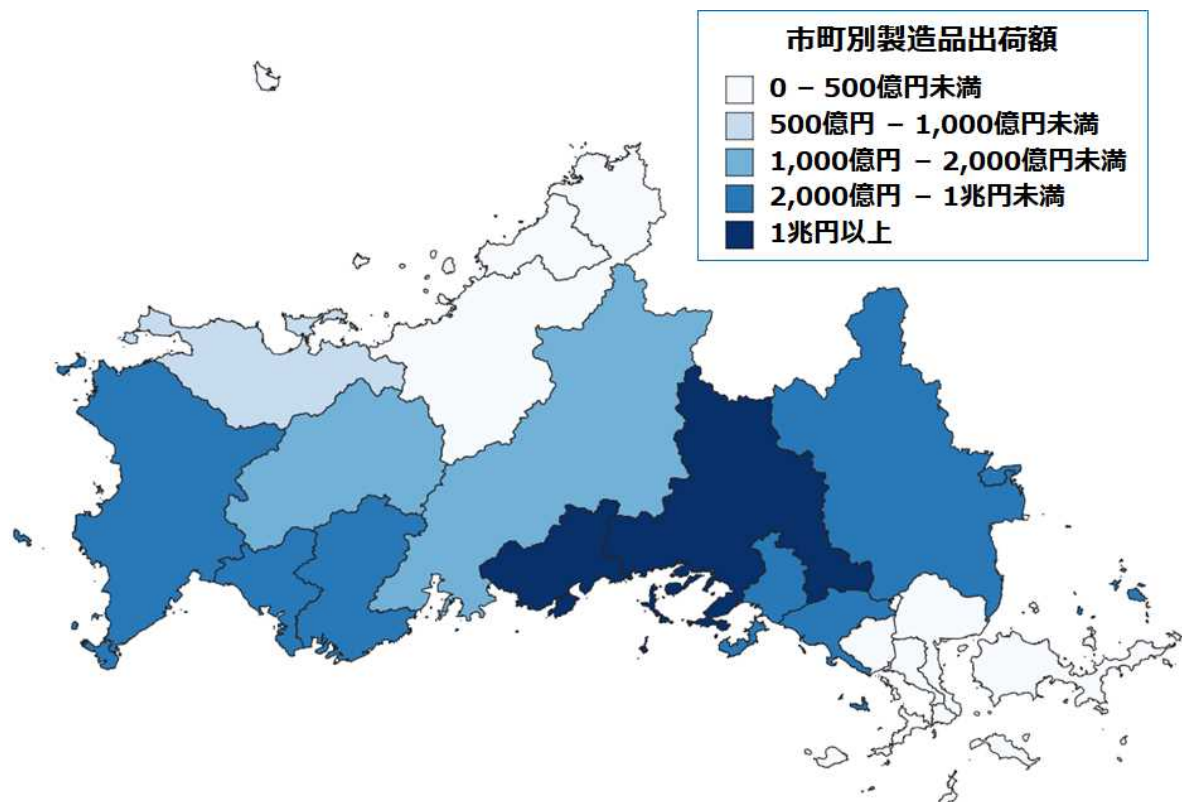 市町別製造品出荷額
0 – 500億円未満
500億円 – 1,000億円未満
1,000億円 – 2,000億円未満
2,000億円 – 1兆円未満
1兆円以上